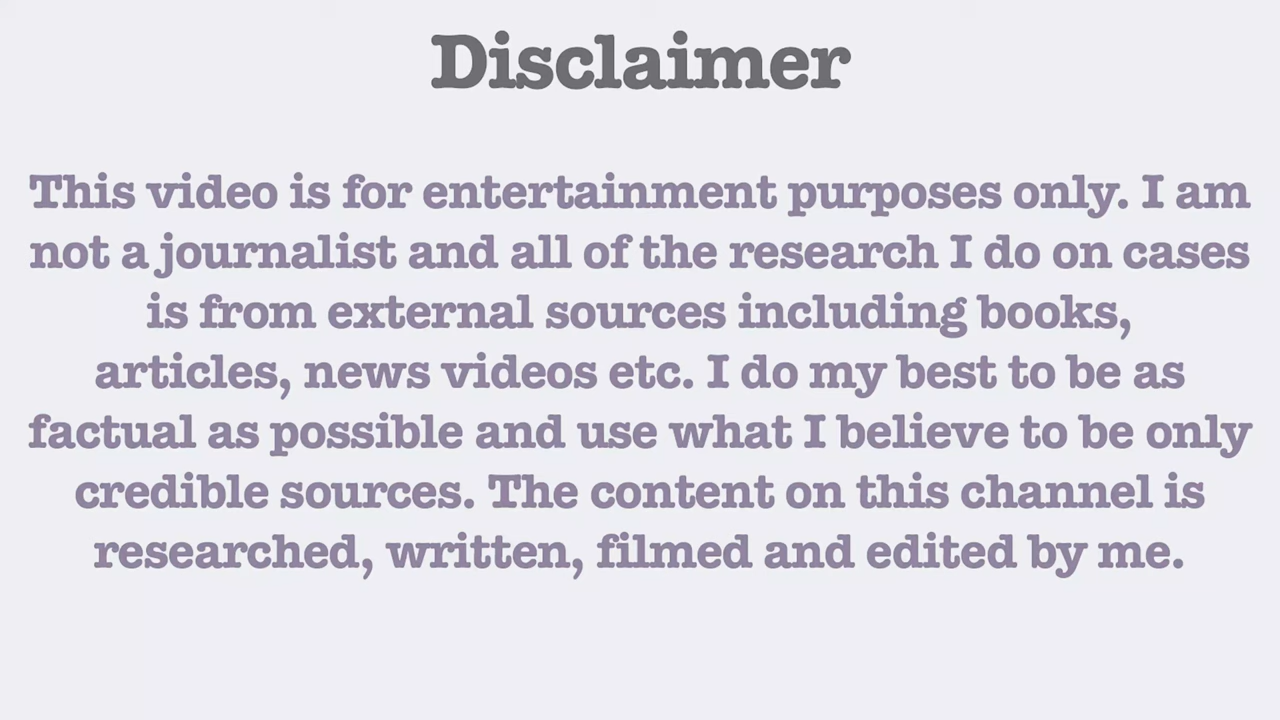 Disclaimer
This video is for entertainment purposes only. I am
not a journalist and all of the research I do on cases
is from external sources including books,
articles, news videos etc. I do my best to be as
factual as possible and use what I believe to be only
credible sources. The content on this channel is
researched, written, filmed and edited by me.